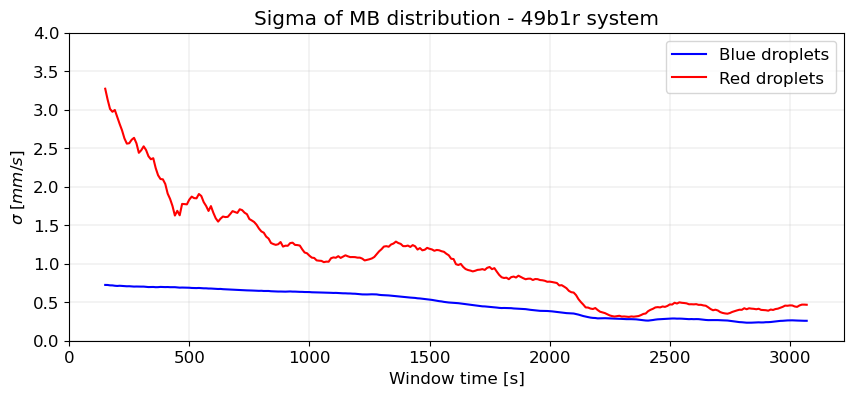 Sigma of MB distribution - 49b1r system
4.0
3.5
3.0
2.5
2.0
1.5
1.0
0.5
0.0
σ [mm/s]
Blue droplets
Red droplets
0 500 1000 1500 2000 2500 3000
Window time [s]